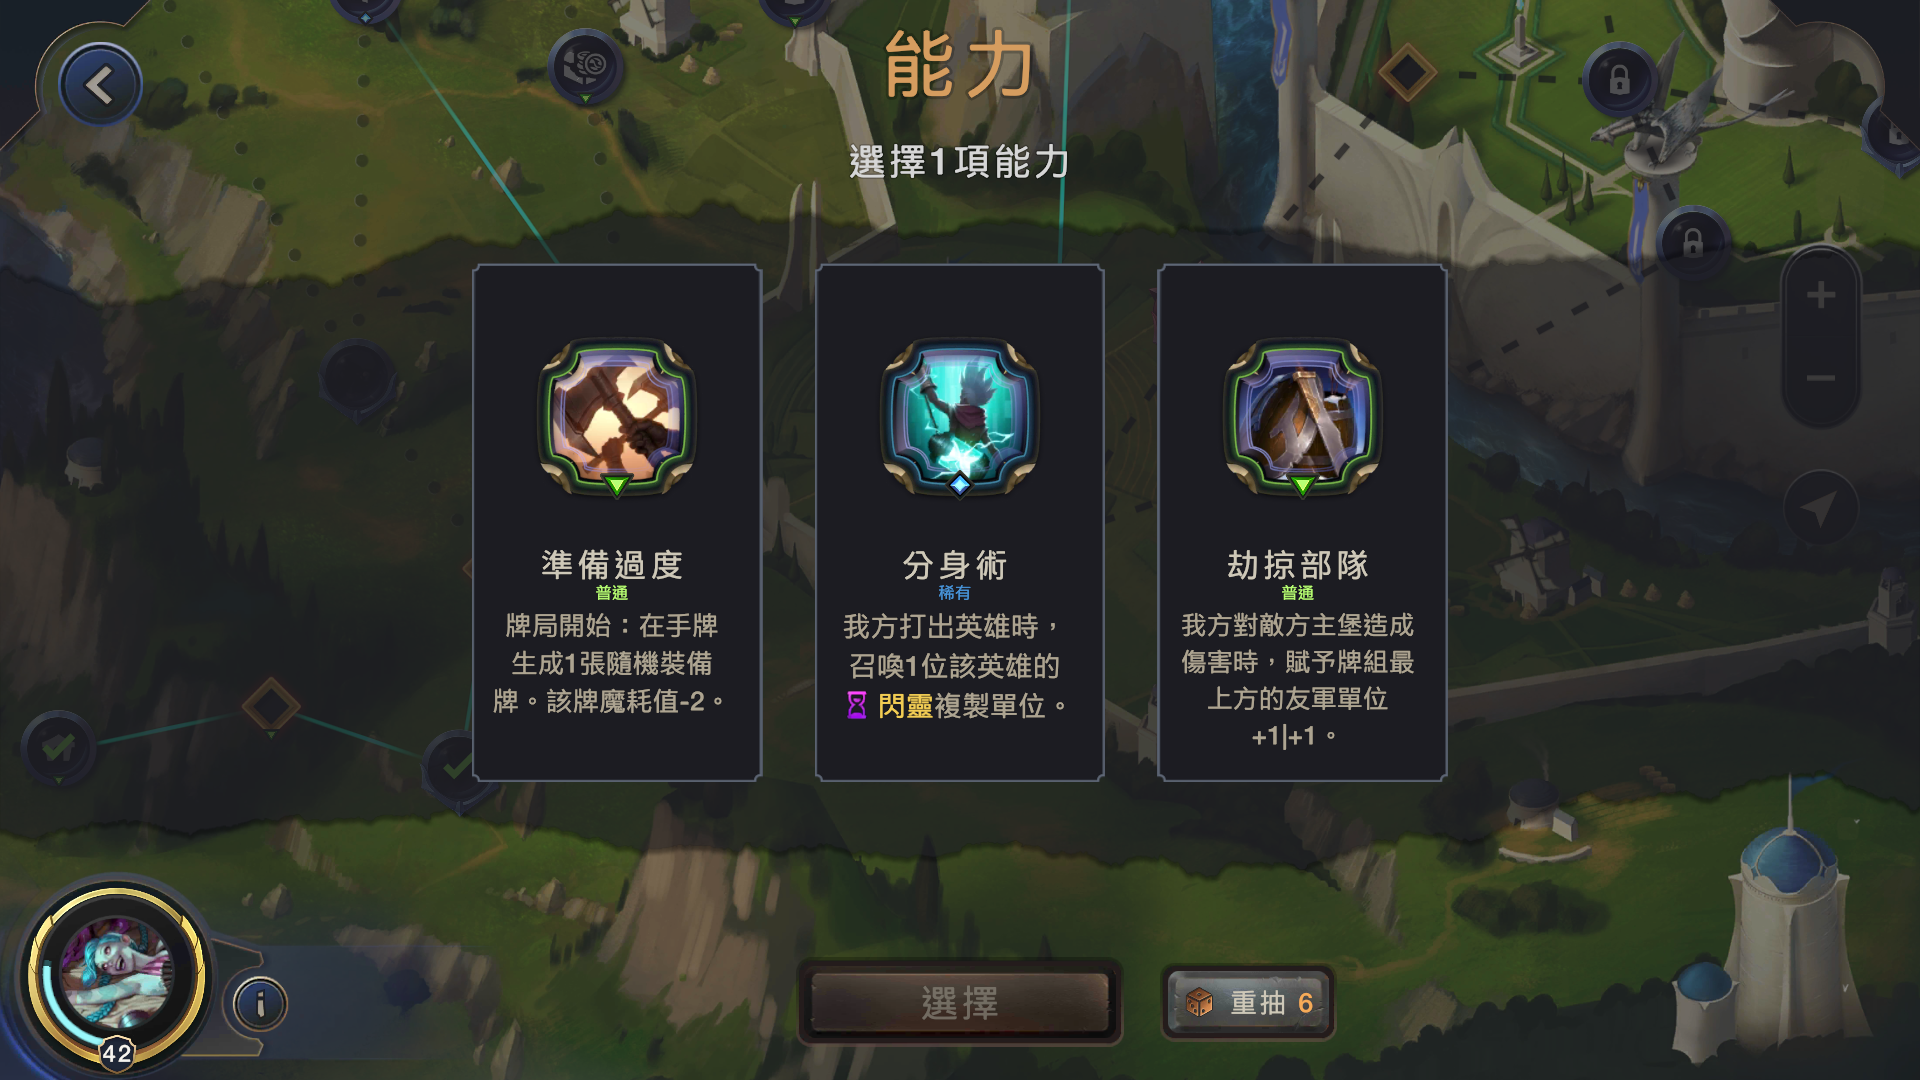 能力
選擇1項能力
準備過度
普通
牌局開始：在手牌
生成1張隨機裝備
牌。該牌魔耗值-2。
分身術
稀有
我方打出英雄時，
召喚1位該英雄的
閃靈複製單位。
劫掠部隊
普通
我方對敵方主堡造成
傷害時，賦予牌組最
上方的友軍單位
+1|+1。
選擇
重抽 6
42